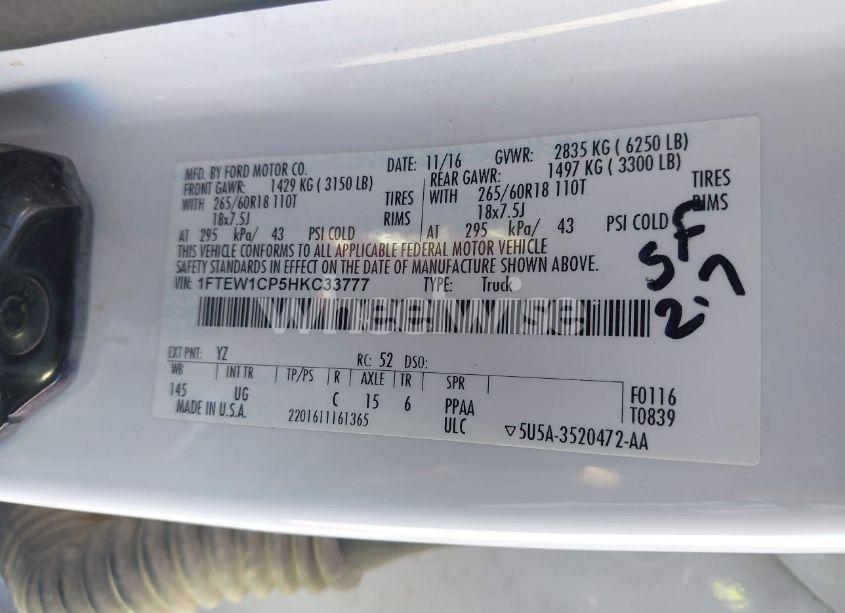 MFD. BY FORD MOTOR CO. DATE: 11/16 GVWR: 2835 KG ( 6250 LB)
FRONT GAWR: 1429 KG ( 3150 LB) REAR GAWR: 1497 KG ( 3300 LB)
WITH 265/60R18 110T TIRES WITH 265/60R18 110T TIRES
18x7.5J RIMS 18x7.5J RIMS
AT 295 kPa/ 43 PSI COLD AT 295 kPa/ 43 PSI COLD
THIS VEHICLE CONFORMS TO ALL APPLICABLE FEDERAL MOTOR VEHICLE
SAFETY STANDARDS IN EFFECT ON THE DATE OF MANUFACTURE SHOWN ABOVE.
VIN: 1FTEW1CP5HKC33777 TYPE: Truck
SF
2.7
Wheelwise
EXT PNT: YZ RC: 52 DSO:
WB INT TR TP/PS R AXLE TR SPR
145 UG C 15 6 PPAA F0116
MADE IN U.S.A. 2201611161365 ULC T0839
▽5U5A-3520472-AA